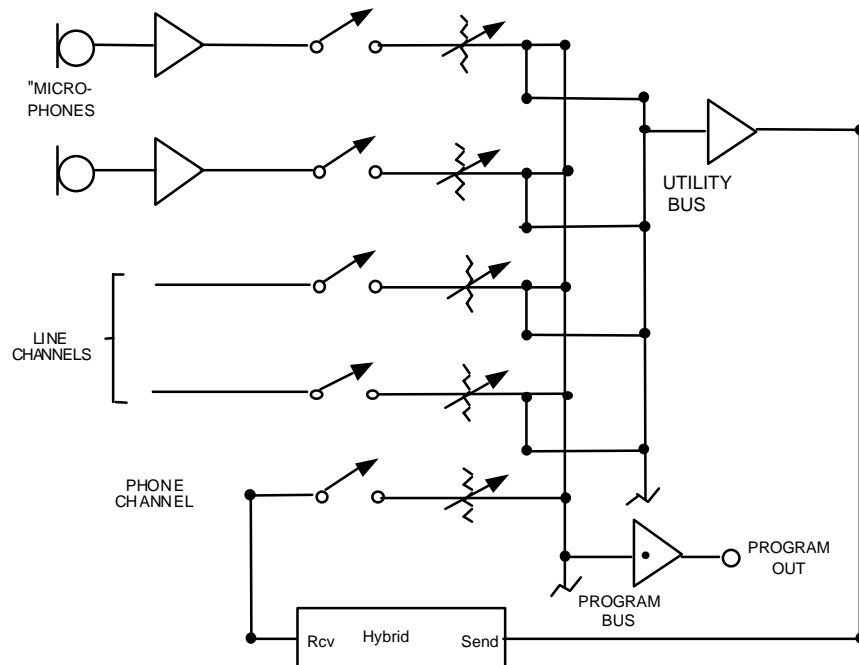 "MICRO-
PHONES
UTILITY
BUS
LINE
CHANNELS
PHONE
CHANNEL
PROGRAM
OUT
PROGRAM
BUS
Rcv Hybrid Send